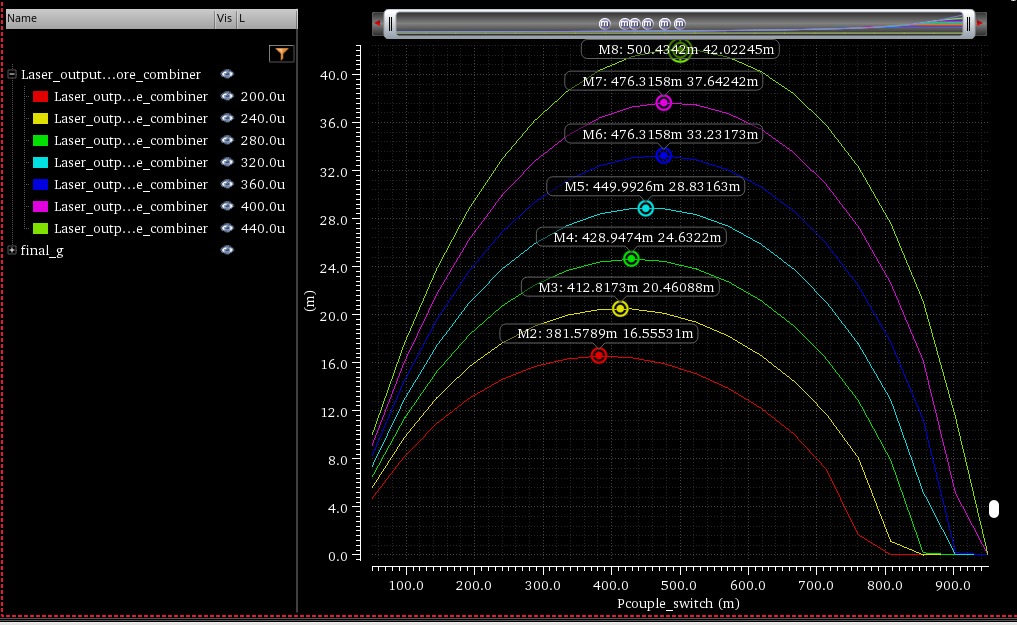 Name Vis L
Laser_output...ore_combiner
Laser_outp...e_combiner 200.0u
Laser_outp...e_combiner 240.0u
Laser_outp...e_combiner 280.0u
Laser_outp...e_combiner 320.0u
Laser_outp...e_combiner 360.0u
Laser_outp...e_combiner 400.0u
Laser_outp...e_combiner 440.0u
final_g
m m m m m m
M8: 500.4342m 42.02245m
M7: 476.3158m 37.64242m
M6: 476.3158m 33.23173m
M5: 449.9926m 28.83163m
M4: 428.9474m 24.6322m
M3: 412.8173m 20.46088m
M2: 381.5789m 16.55531m
(m)
40.0
36.0
32.0
28.0
24.0
20.0
16.0
12.0
8.0
4.0
0.0
100.0 200.0 300.0 400.0 500.0 600.0 700.0 800.0 900.0
Pcouple_switch (m)